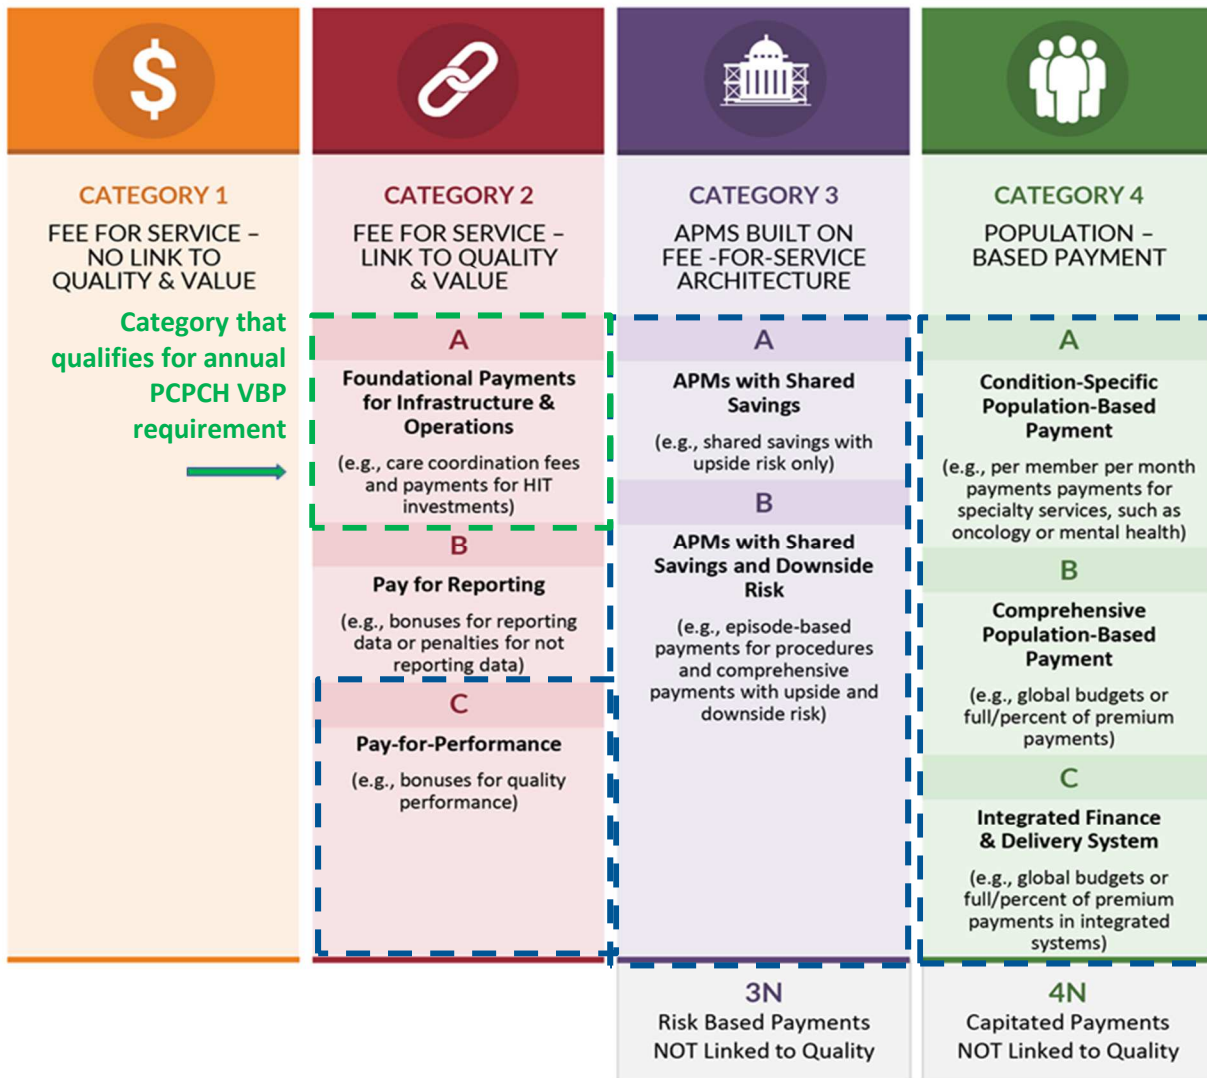 $
CATEGORY 1
FEE FOR SERVICE –
NO LINK TO
QUALITY & VALUE
Category that
qualifies for annual
PCPCH VBP
requirement
CATEGORY 2
FEE FOR SERVICE –
LINK TO QUALITY
& VALUE
A
Foundational Payments
for Infrastructure &
Operations
(e.g., care coordination fees
and payments for HIT
investments)
B
Pay for Reporting
(e.g., bonuses for reporting
data or penalties for not
reporting data)
C
Pay-for-Performance
(e.g., bonuses for quality
performance)
CATEGORY 3
APMS BUILT ON
FEE -FOR-SERVICE
ARCHITECTURE
A
APMs with Shared
Savings
(e.g., shared savings with
upside risk only)
B
APMs with Shared
Savings and Downside
Risk
(e.g., episode-based
payments for procedures
and comprehensive
payments with upside and
downside risk)
3N
Risk Based Payments
NOT Linked to Quality
CATEGORY 4
POPULATION –
BASED PAYMENT
A
Condition-Specific
Population-Based
Payment
(e.g., per member per month
payments payments for
specialty services, such as
oncology or mental health)
B
Comprehensive
Population-Based
Payment
(e.g., global budgets or
full/percent of premium
payments)
C
Integrated Finance
& Delivery System
(e.g., global budgets or
full/percent of premium
payments in integrated
systems)
4N
Capitated Payments
NOT Linked to Quality